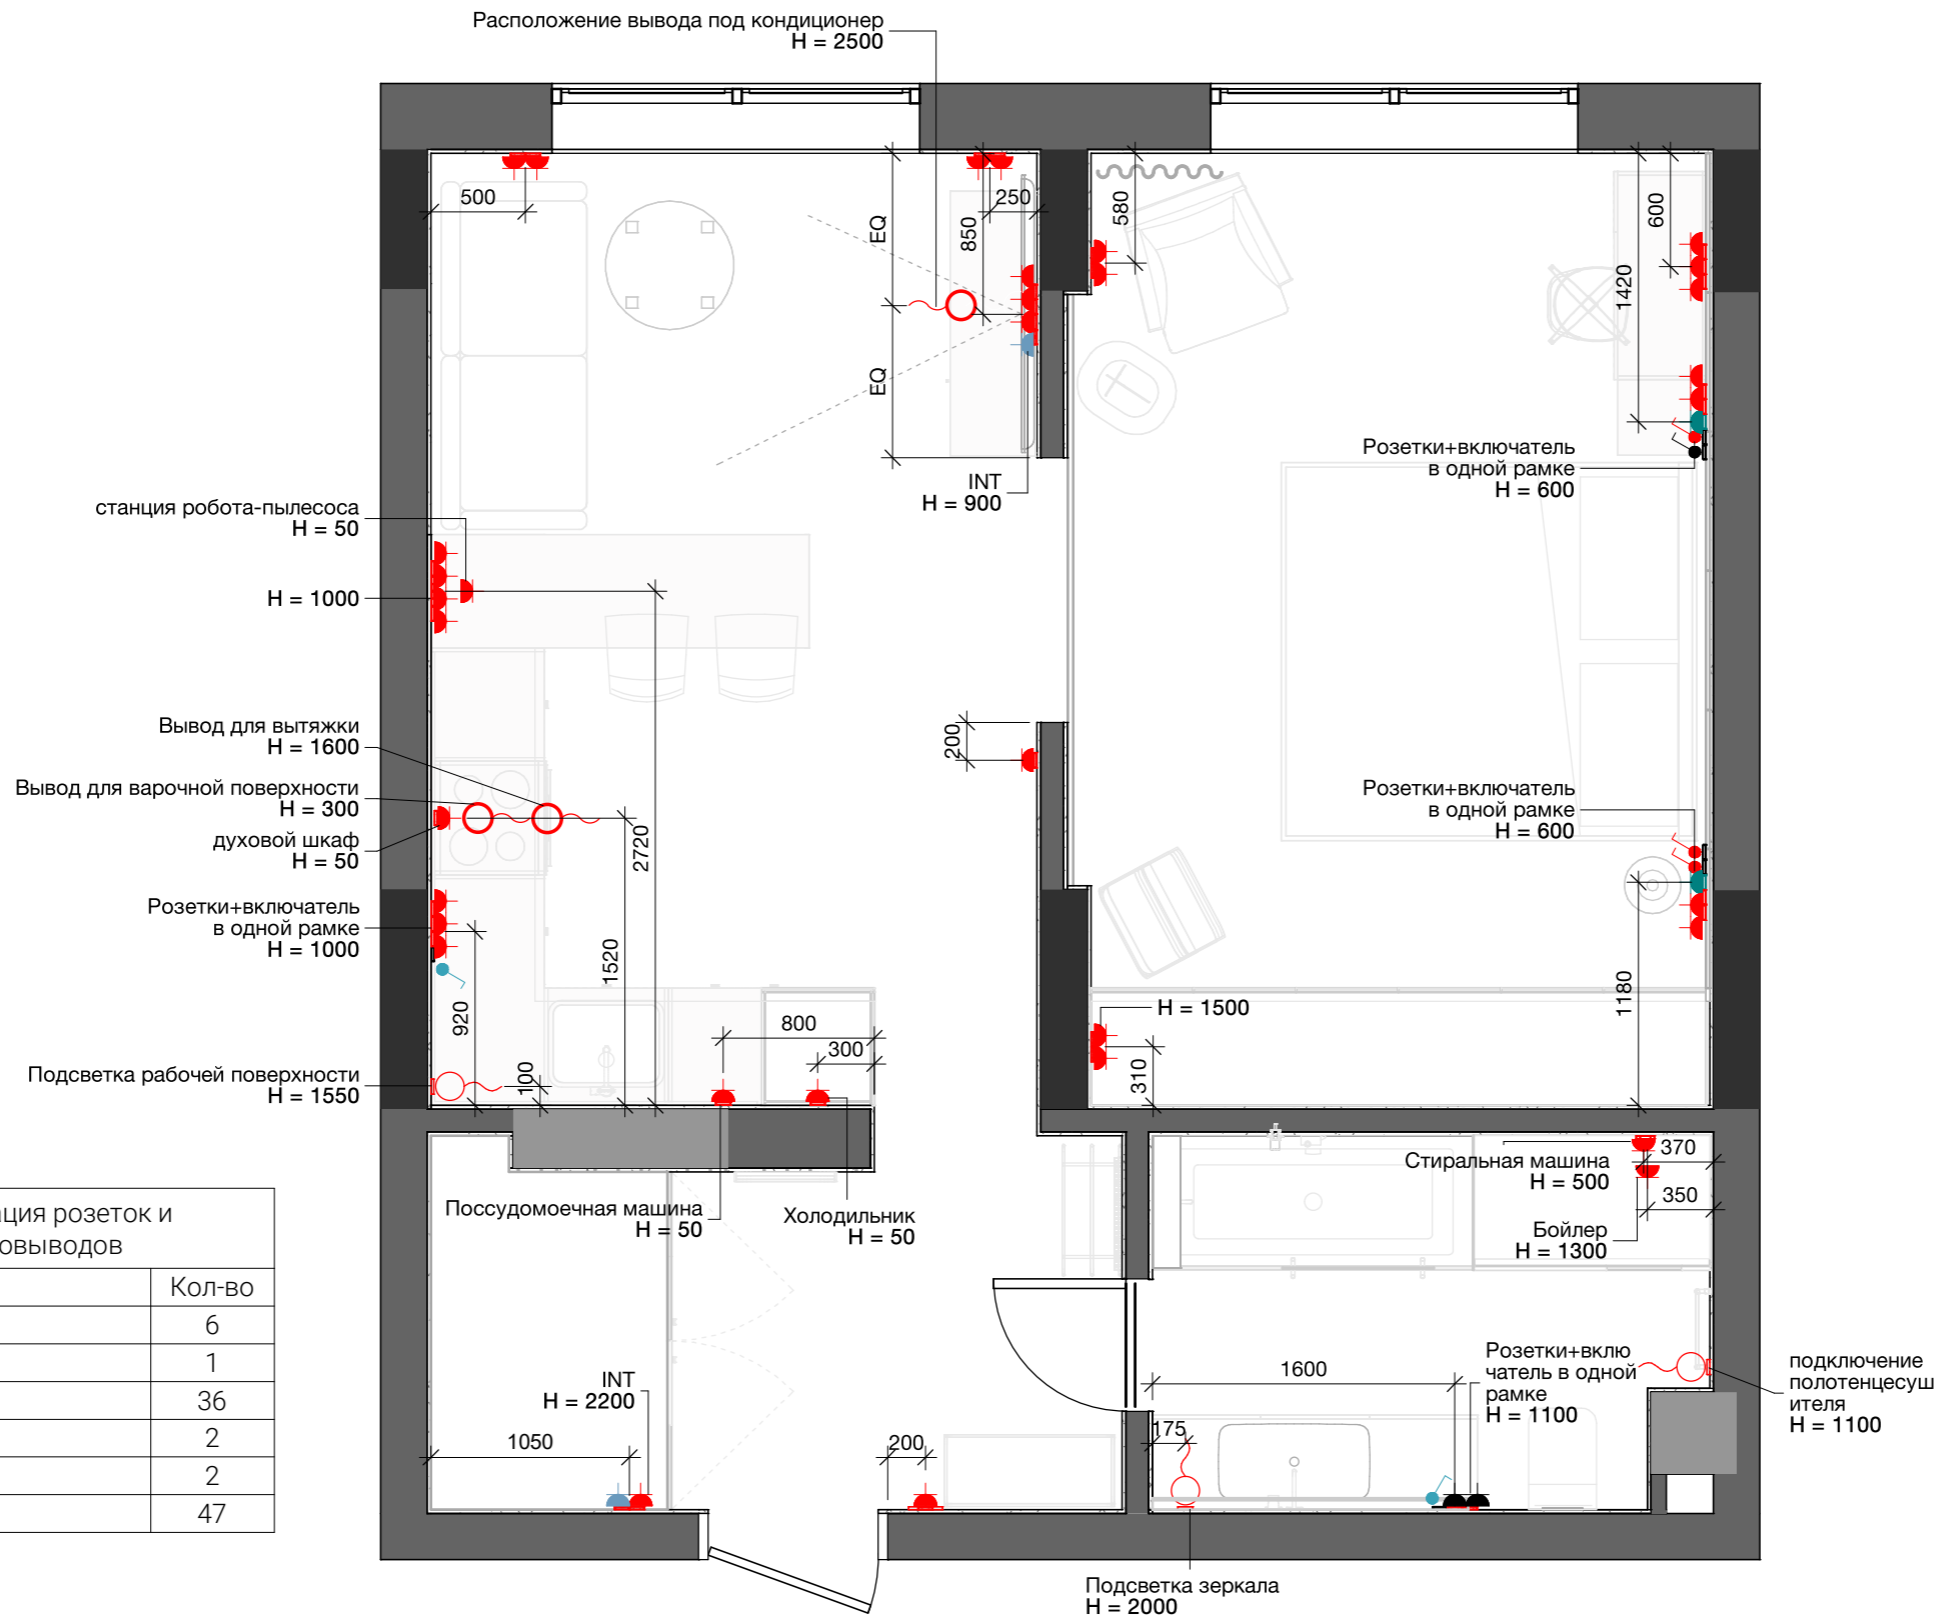 Расположение вывода под кондиционер
H = 2500
500
250
EQ
850
EQ
580
600
1420
INT
H = 900
Розетки+включатель
в одной рамке
H = 600
станция робота-пылесоса
H = 50
H = 1000
200
Вывод для вытяжки
H = 1600
Вывод для варочной поверхности
H = 300
духовой шкаф
H = 50
2720
1520
Розетки+включатель
в одной рамке
H = 600
Розетки+включатель
в одной рамке
H = 1000
920
1180
H = 1500
310
800
300
100
Подсветка рабочей поверхности
H = 1550
Поссудомоечная машина
H = 50
Холодильник
H = 50
Стиральная машина
H = 500
370
350
Бойлер
H = 1300
ация розеток и
овыводов
Кол-во
6
1
36
2
2
47
INT
H = 2200
1050
200
1600
175
Розетки+вклю
чатель в одной
рамке
H = 1100
подключение
полотенцесуш
ителя
H = 1100
Подсветка зеркала
H = 2000